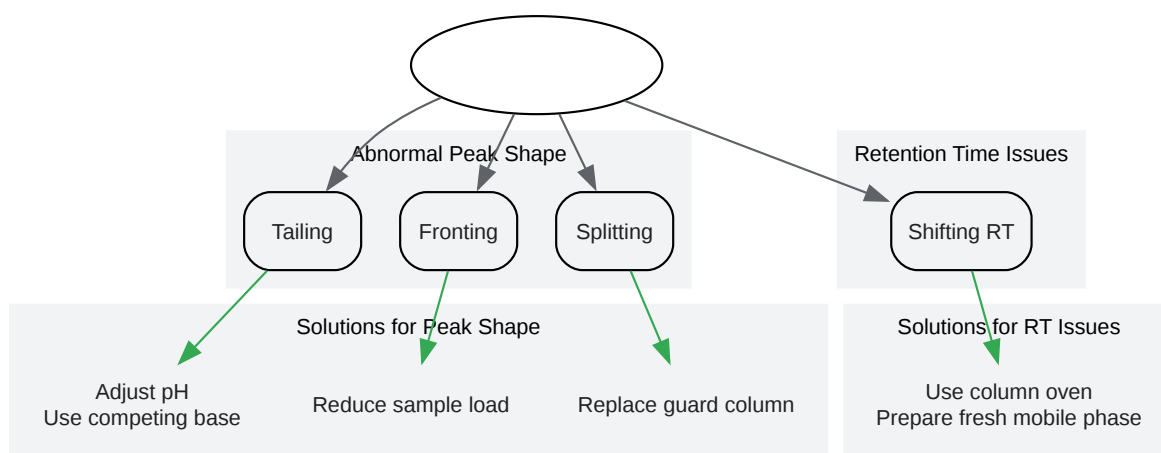 Abnormal Peak Shape
Retention Time Issues
Tailing
Fronting
Splitting
Shifting RT
Solutions for Peak Shape
Solutions for RT Issues
Adjust pH
Use competing base
Reduce sample load
Replace guard column
Use column oven
Prepare fresh mobile phase